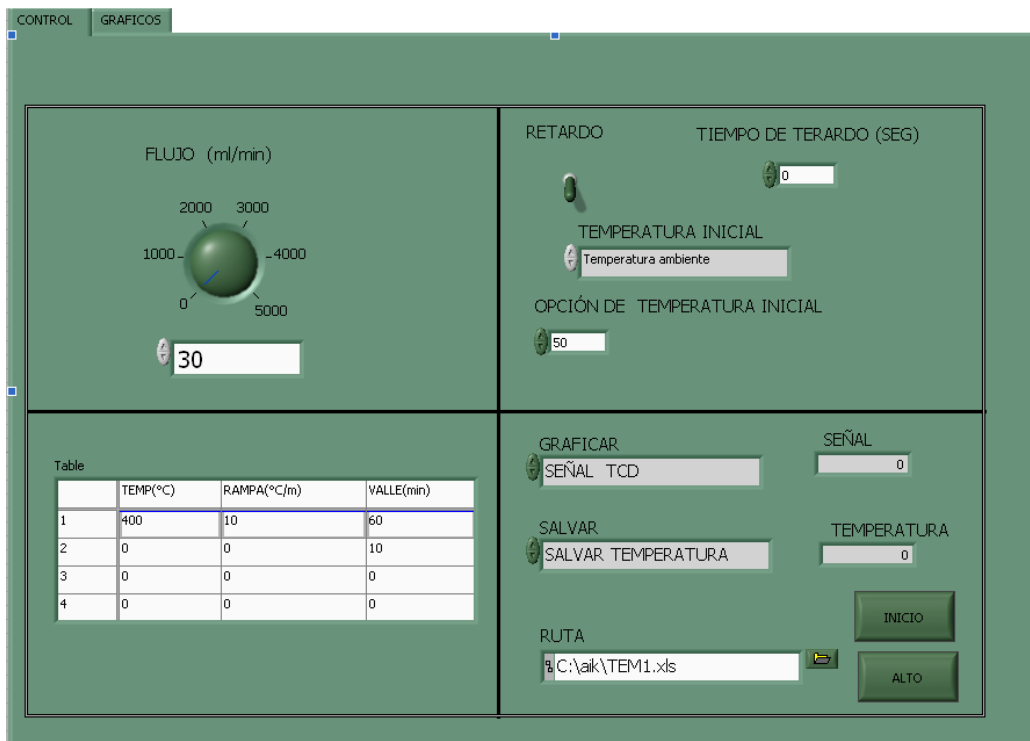 CONTROL GRAFICOS
FLUJO (ml/min)
2000 3000
1000 4000
0 5000
30
RETARDO TIEMPO DE TERARDO (SEG)
0
TEMPERATURA INICIAL
Temperatura ambiente
OPCIÓN DE TEMPERATURA INICIAL
50
Table
TEMP(°C) RAMPA(°C/m) VALLE(min)
1 400 10 60
2 0 0 10
3 0 0 0
4 0 0 0
GRAFICAR SEÑAL
SEÑAL TCD 0
SALVAR TEMPERATURA
SALVAR TEMPERATURA 0
INICIO
RUTA
C:\aik\TEM1.xls
ALTO